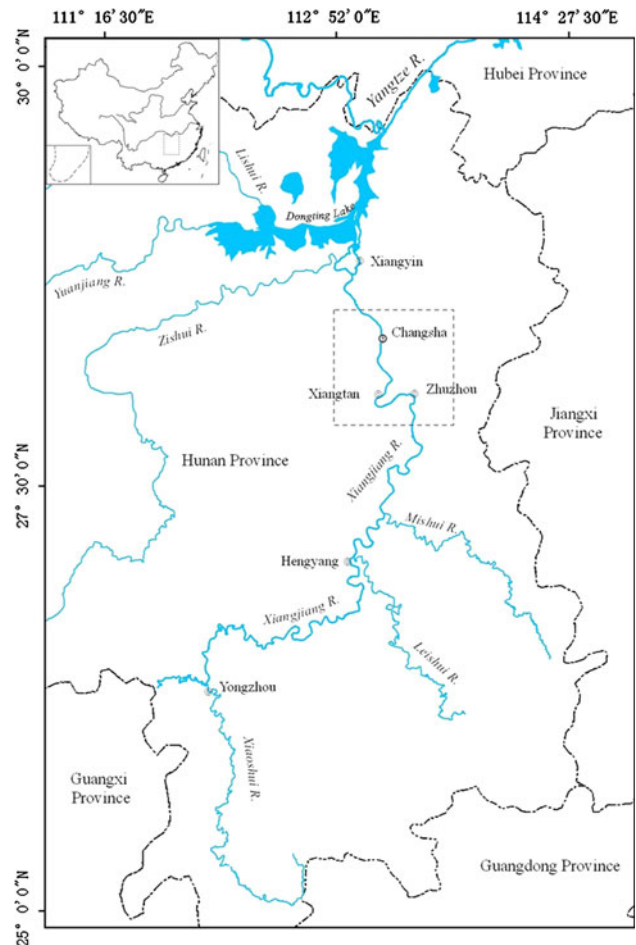 111° 16′30″E
112° 52′0″E
114° 27′30″E
30° 0′0″N
Yangtze R.
Hubei Province
Lishui R.
Dongting Lake
Xiangyin
Yuanjiang R.
Zishui R.
Changsha
Xiangtan
Zhuzhou
Jiangxi
Province
Hunan Province
Xiangjiang R.
27° 30′0″N
Mishui R.
Hengyang
Xiangjiang R.
Leishui R.
Yongzhou
Xiaoshui R.
Guangxi
Province
Guangdong Province
25° 0′0″N